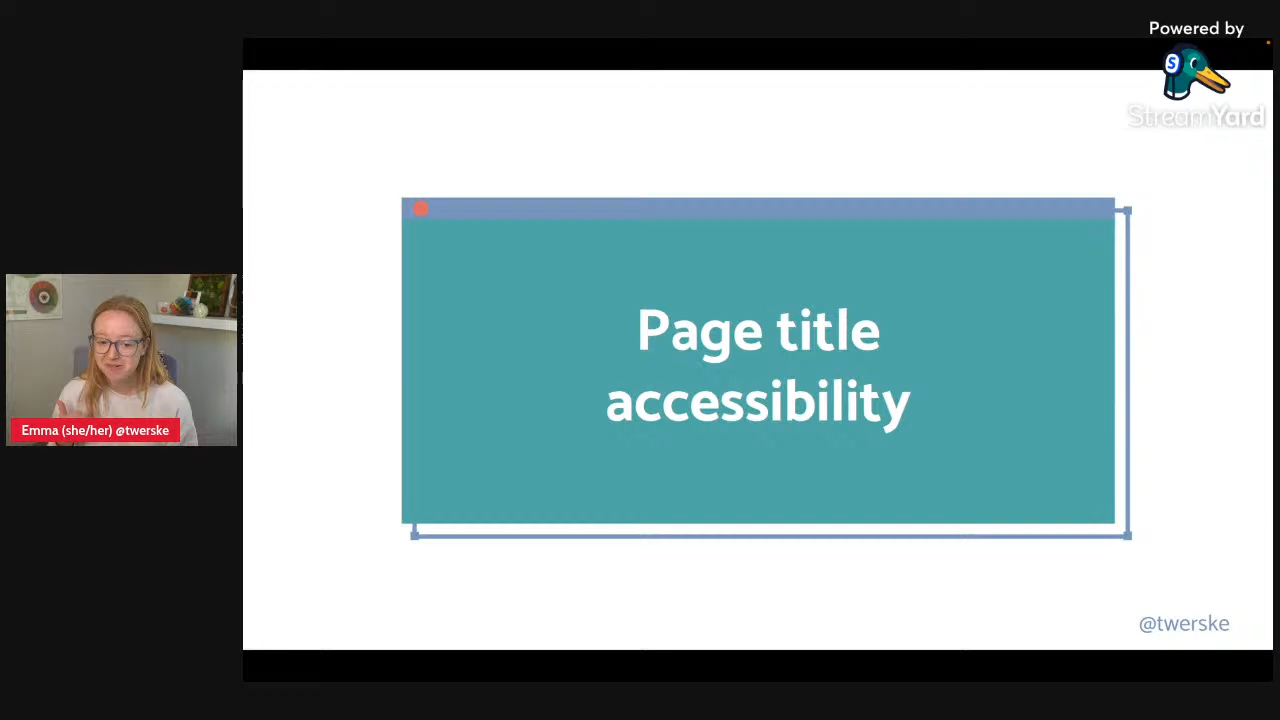 Powered by
S
StreamYard
Page title
accessibility
Emma (she/her) @twerske
@twerske